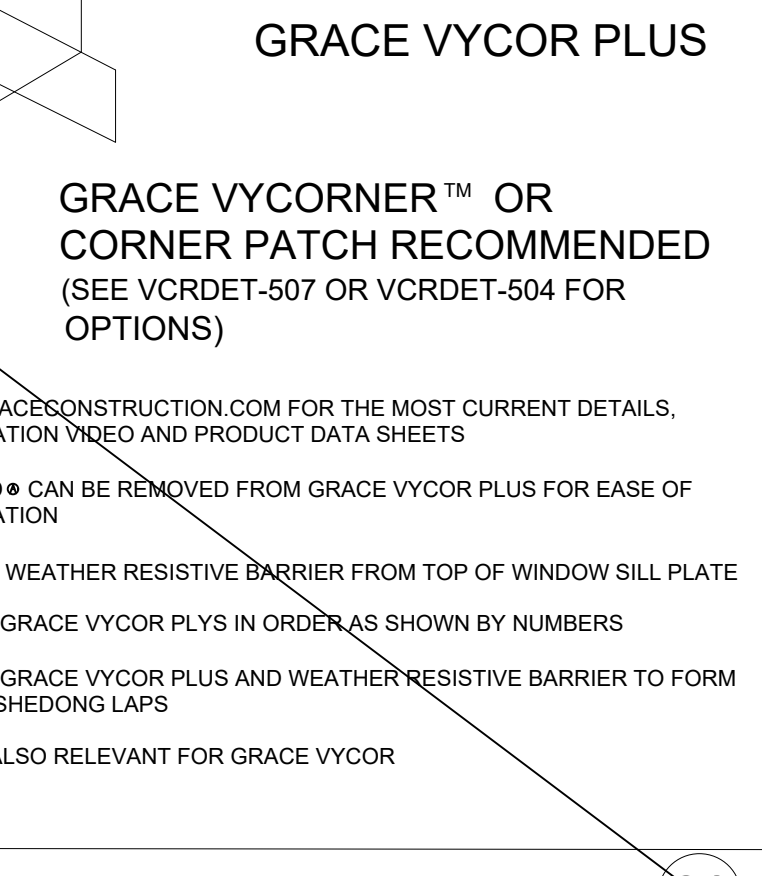 GRACE VYCOR PLUS
GRACE VYCORNER™ OR
CORNER PATCH RECOMMENDED
(SEE VCRDET-507 OR VCRDET-504 FOR
OPTIONS)
ACECONSTRUCTION.COM FOR THE MOST CURRENT DETAILS,
ATION VIDEO AND PRODUCT DATA SHEETS
® CAN BE REMOVED FROM GRACE VYCOR PLUS FOR EASE OF
ATION
WEATHER RESISTIVE BARRIER FROM TOP OF WINDOW SILL PLATE
GRACE VYCOR PLYS IN ORDER AS SHOWN BY NUMBERS
GRACE VYCOR PLUS AND WEATHER RESISTIVE BARRIER TO FORM
SHEDONG LAPS
ALSO RELEVANT FOR GRACE VYCOR